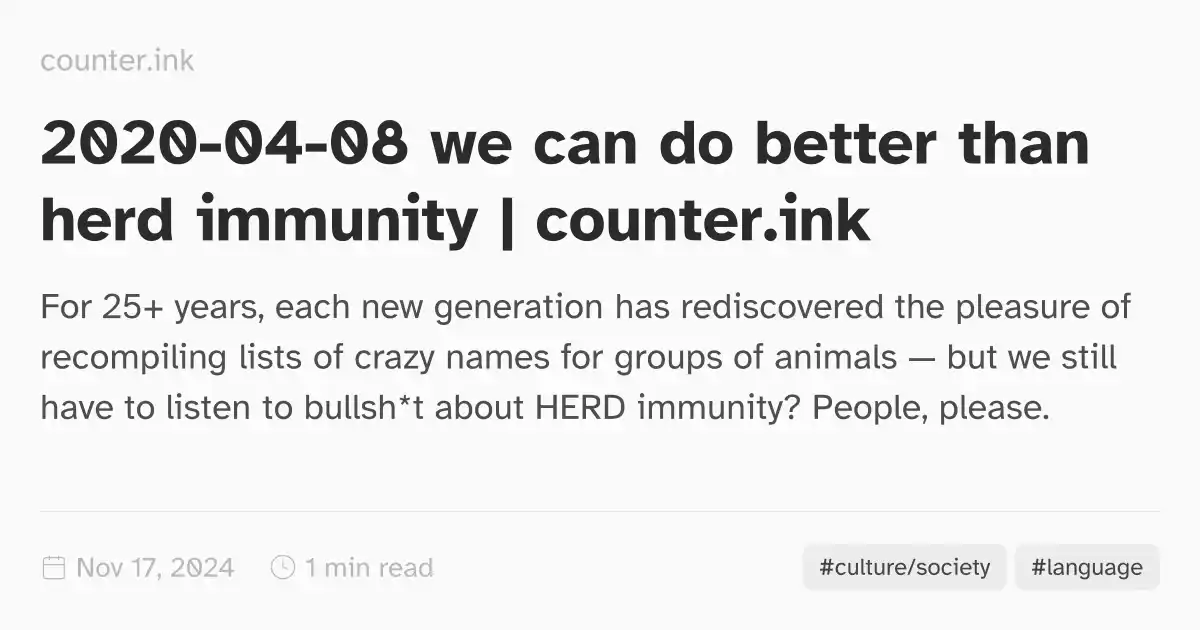 counter.ink
2020-04-08 we can do better than
herd immunity | counter.ink
For 25+ years, each new generation has rediscovered the pleasure of
recompiling lists of crazy names for groups of animals — but we still
have to listen to bullsh*t about HERD immunity? People, please.
Nov 17, 2024 1 min read #culture/society #language